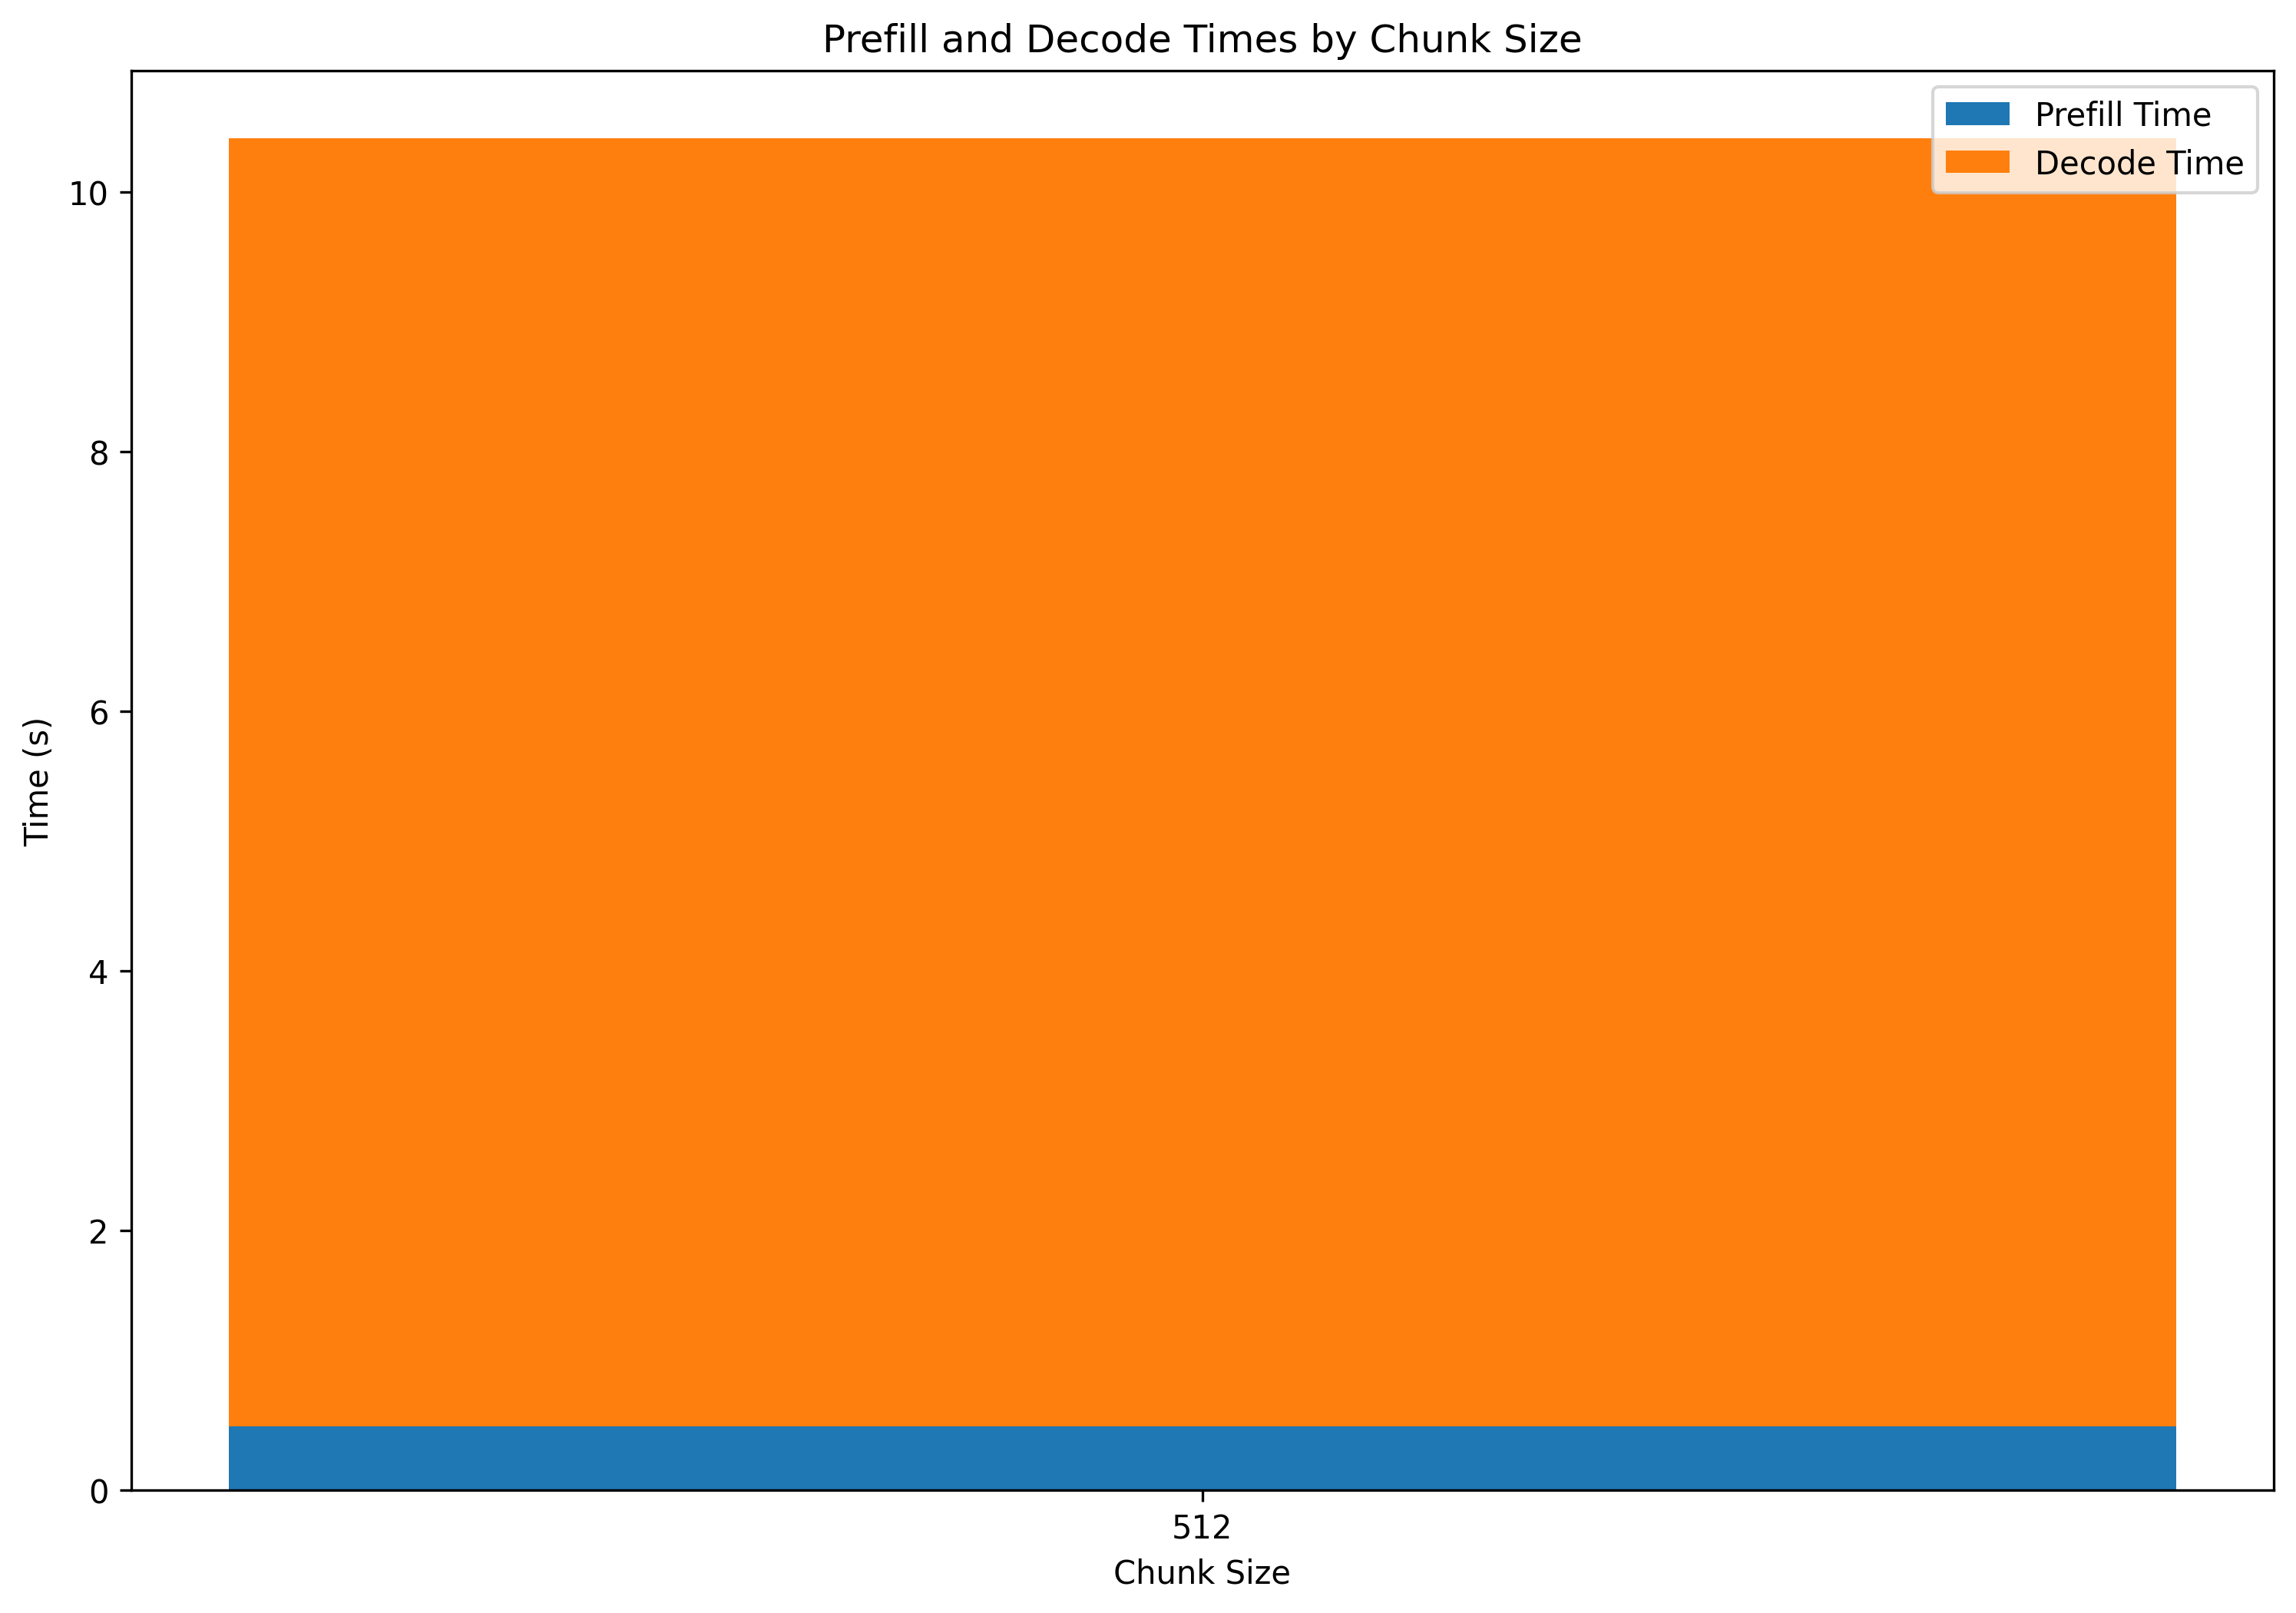 Prefill and Decode Times by Chunk Size
Prefill Time
Decode Time
10
8
6
4
2
0
Time (s)
512
Chunk Size